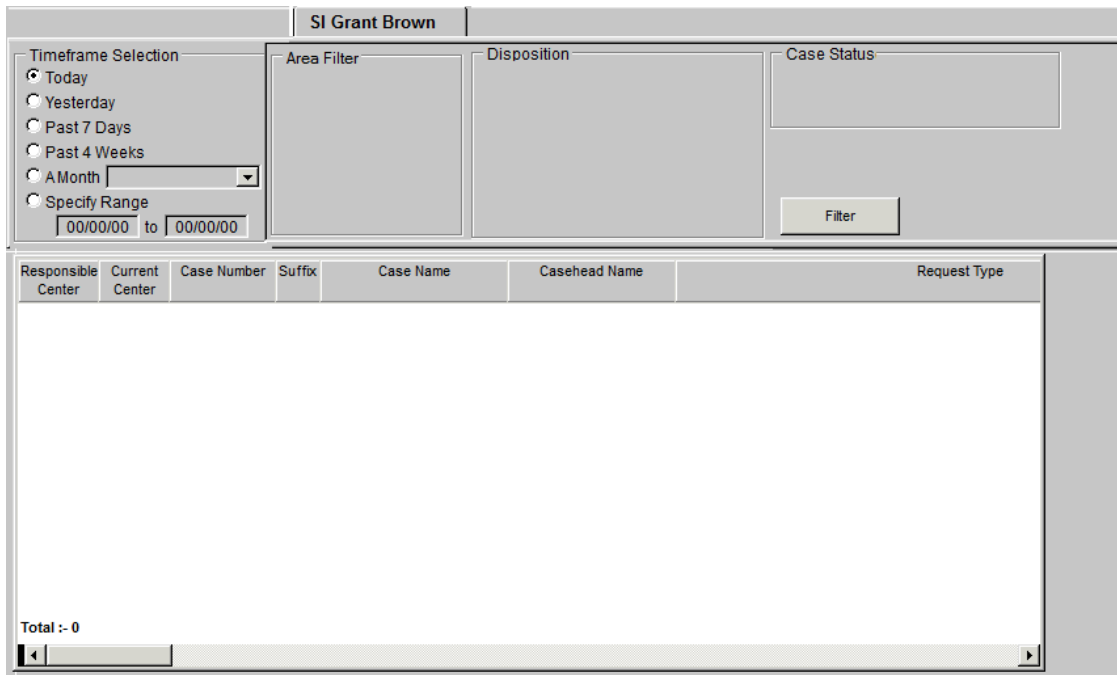 SI Grant Brown
Timeframe Selection
Today
Yesterday
Past 7 Days
Past 4 Weeks
A Month
Specify Range
00/00/00 to 00/00/00
Area Filter
Disposition
Case Status
Filter
Responsible Center
Current Center
Case Number
Suffix
Case Name
Casehead Name
Request Type
Total :- 0